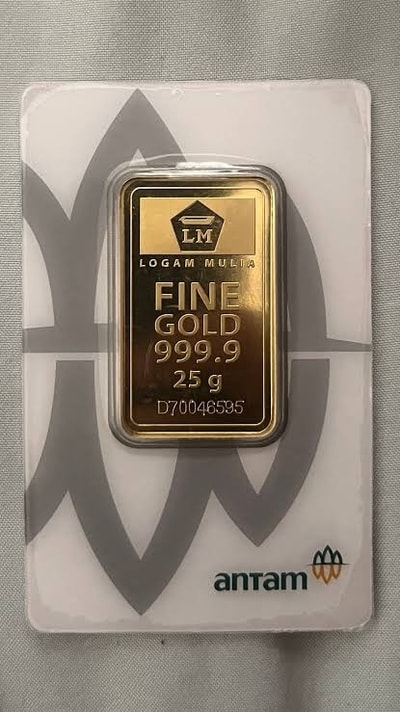 LM
LOGAM MULIA
FINE
GOLD
999.9
25 g
D70046595
antam